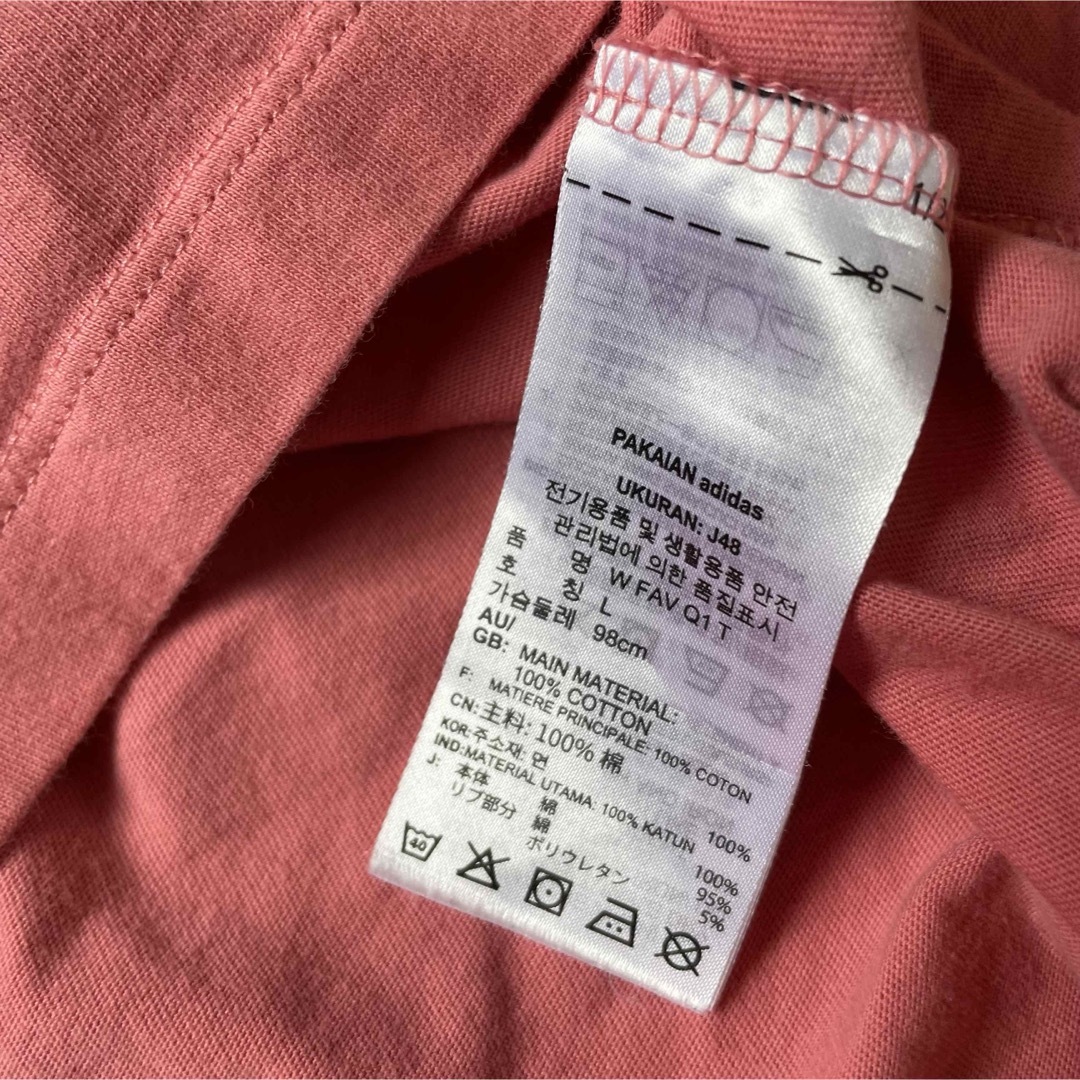 PAKAIAN adidas
UKURAN: J48
전기용품 및 생활용품 안전
관리법에 의한 품질표시
품 명 W FAV Q1 T
호 칭 L
가슴둘레 98cm
AU/
GB: MAIN MATERIAL:
100% COTTON
F: MATIERE PRINCIPALE: 100% COTON
CN: 主料: 100% 棉
KOR: 주소재: 면 100%
IND: MATERIAL UTAMA: 100% KATUN
J: 本体 綿 100%
リブ部分 綿 95%
ポリウレタン 5%
40